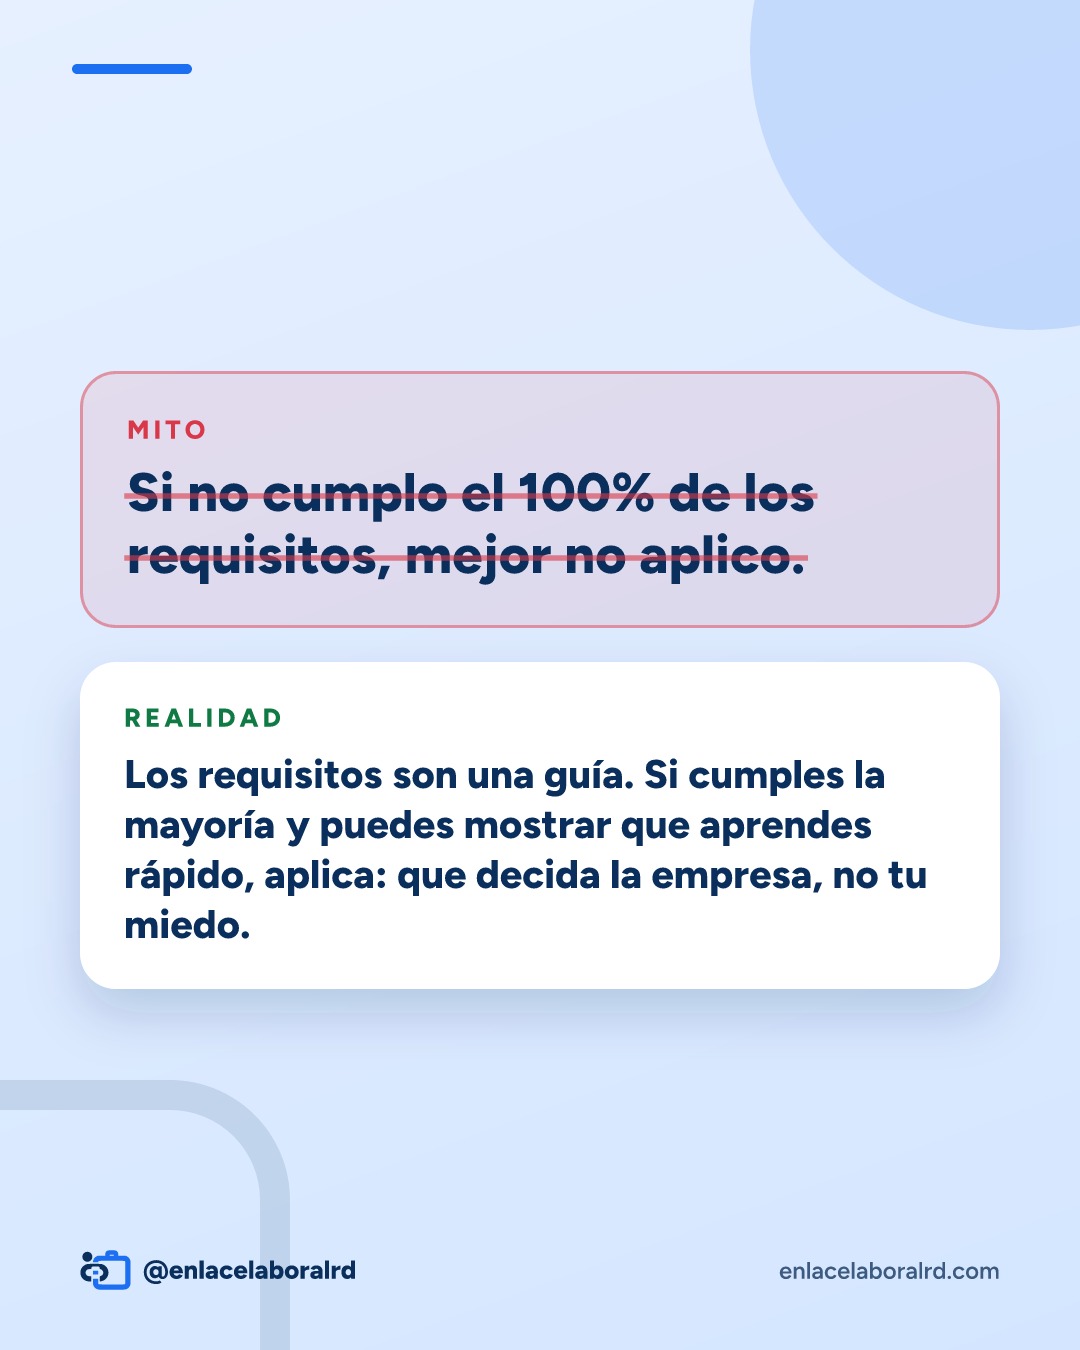 MITO
Si no cumplo el 100% de los
requisitos, mejor no aplico.
REALIDAD
Los requisitos son una guía. Si cumples la
mayoría y puedes mostrar que aprendes
rápido, aplica: que decida la empresa, no tu
miedo.
@enlacelaboralrd
enlacelaboralrd.com